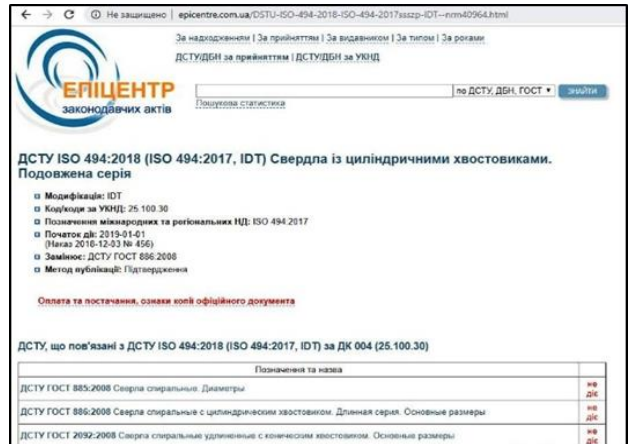 Не защищено | epicentre.com.ua/DSTU-ISO-494-2018-ISO-494-2017ssszp-IDT--nrm40964.html
За надходженням | За прийняттям | За видавником | За типом | За роками
ДСТУ/ДБН за прийняттям | ДСТУ/ДБН за УКНД
ЕПІЦЕНТР
законодавчих актів
по ДСТУ, ДБН, ГОСТ
ЗНАЙТИ
Пошукова статистика
ДСТУ ISO 494:2018 (ISO 494:2017, IDT) Свердла із циліндричними хвостовиками.
Подовжена серія
Модифікація: IDT
Код/коди за УКНД: 25.100.30
Позначення міжнародних та регіональних НД: ISO 494:2017
Початок дії: 2019-01-01
(Наказ 2018-12-03 № 456)
Замінює: ДСТУ ГОСТ 886:2008
Метод публікації: Підтвердження
Оплата та постачання, ознаки копії офіційного документа
ДСТУ, що пов'язані з ДСТУ ISO 494:2018 (ISO 494:2017, IDT) за ДК 004 (25.100.30)
Позначення та назва
ДСТУ ГОСТ 885:2008 Сверла спиральные. Диаметры
не
діє
ДСТУ ГОСТ 886:2008 Сверла спиральные с цилиндрическим хвостовиком. Длинная серия. Основные размеры
не
діє
ДСТУ ГОСТ 2092:2008 Сверла спиральные удлиненные с коническим хвостовиком. Основные размеры
не
діє